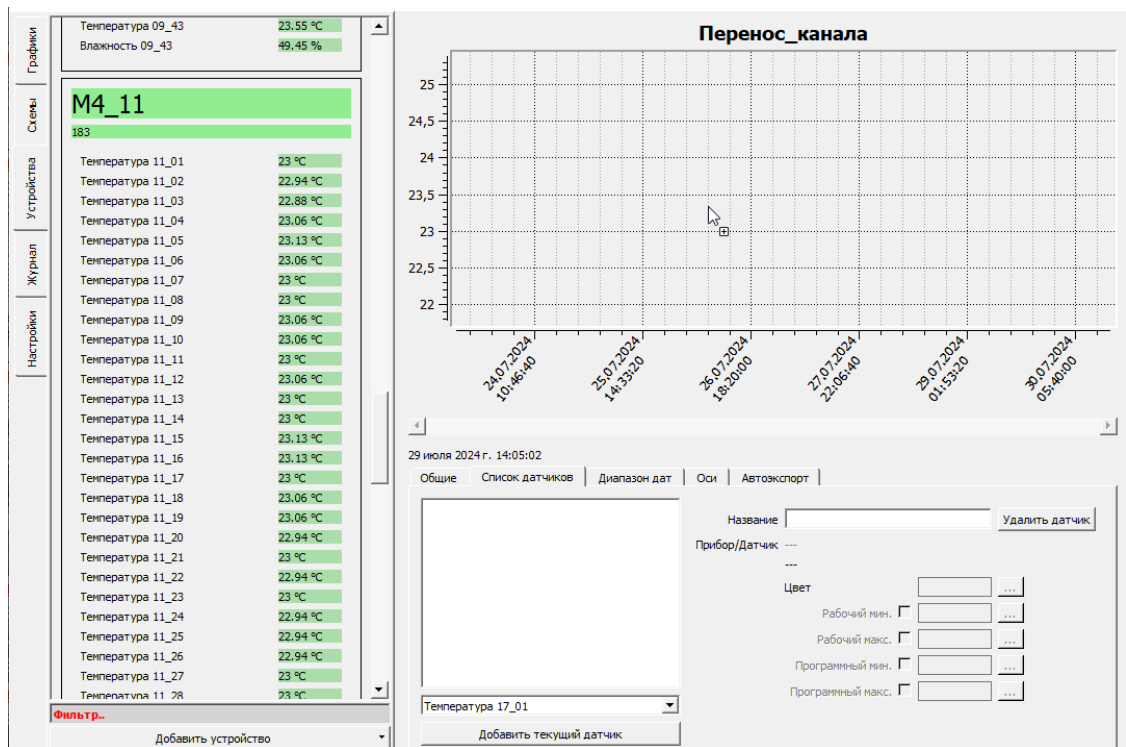 Графики
Схемы
Устройства
Журнал
Настройки
Температура 09_43 23.55 °C
Влажность 09_43 49.45 %
M4_11
183
Температура 11_01 23 °C
Температура 11_02 22.94 °C
Температура 11_03 22.88 °C
Температура 11_04 23.06 °C
Температура 11_05 23.13 °C
Температура 11_06 23.06 °C
Температура 11_07 23 °C
Температура 11_08 23 °C
Температура 11_09 23.06 °C
Температура 11_10 23.06 °C
Температура 11_11 23 °C
Температура 11_12 23.06 °C
Температура 11_13 23 °C
Температура 11_14 23 °C
Температура 11_15 23.13 °C
Температура 11_16 23.13 °C
Температура 11_17 23 °C
Температура 11_18 23.06 °C
Температура 11_19 23.06 °C
Температура 11_20 22.94 °C
Температура 11_21 23 °C
Температура 11_22 22.94 °C
Температура 11_23 23 °C
Температура 11_24 22.94 °C
Температура 11_25 22.94 °C
Температура 11_26 22.94 °C
Температура 11_27 23 °C
Температура 11_28 23 °C
Фильтр..
Добавить устройство
Перенос_канала
25
24,5
24
23,5
23
22,5
22
24.07.2024 10:46:40
25.07.2024 14:33:20
26.07.2024 18:20:00
27.07.2024 22:06:40
29.07.2024 01:53:20
30.07.2024 05:40:00
29 июля 2024 г. 14:05:02
Общие Список датчиков Диапазон дат Оси Автоэкспорт
Название Удалить датчик
Прибор/Датчик ---
---
Цвет ...
Рабочий мин. ...
Рабочий макс. ...
Программный мин. ...
Программный макс. ...
Температура 17_01
Добавить текущий датчик